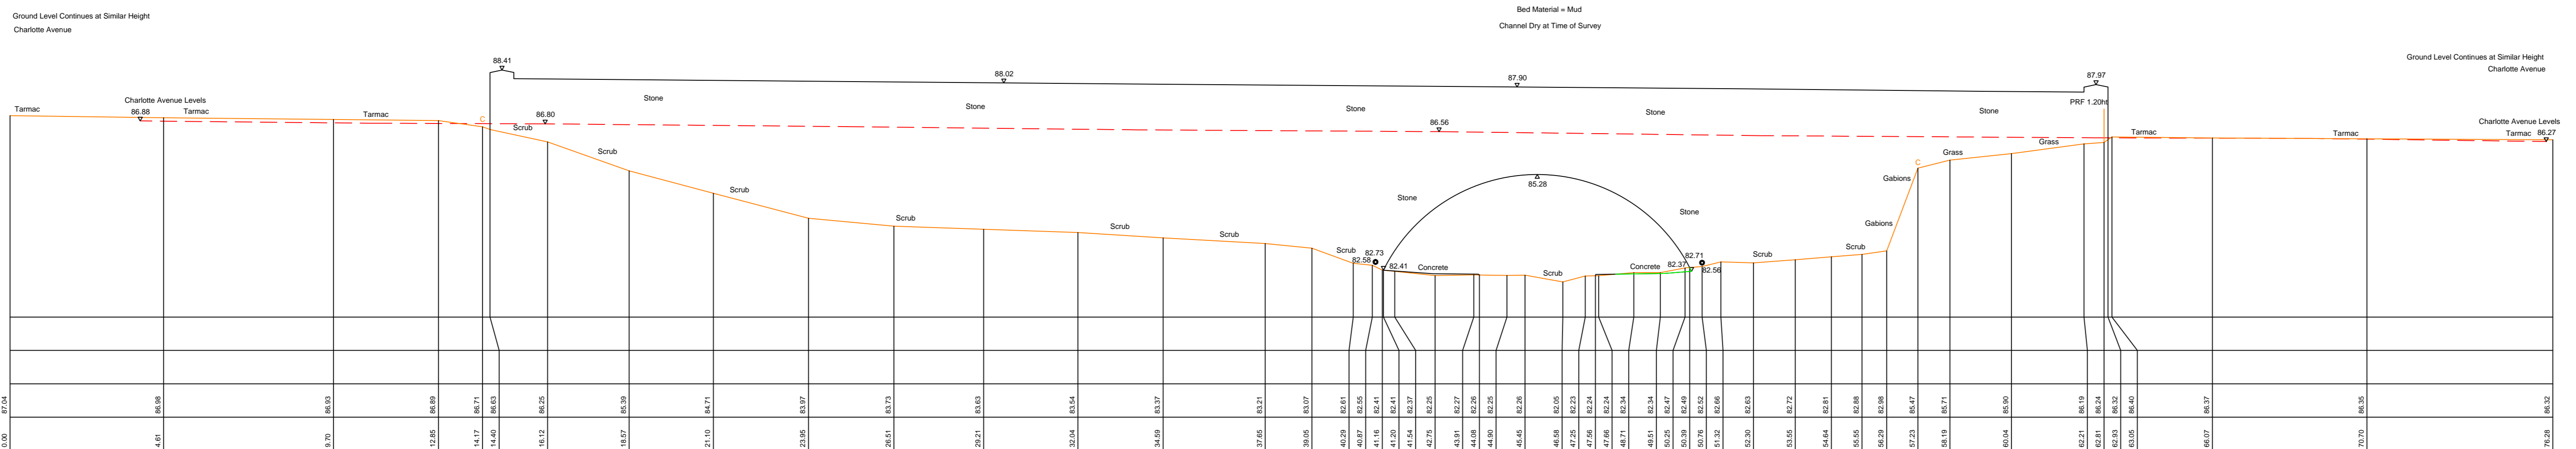 Bed Material = Mud
Ground Level Continues at Similar Height
Channel Dry at Time of Survey
Charlotte Avenue
Ground Level Continues at Similar Height
88.41
Charlotte Avenue
88.02
87.90
87.97
Charlotte Avenue Levels
Stone
PRF 1.20ht
Tarmac
86.88
Tarmac
Tarmac
86.80
Stone
Stone
Stone
Stone
C
Scrub
86.56
Charlotte Avenue Levels
Tarmac
Tarmac
Tarmac
86.27
Scrub
Grass
Grass
C
Scrub
85.28
Gabions
Stone
Stone
Scrub
Scrub
Scrub
Gabions
Scrub
82.73
82.58
82.41
Concrete
Scrub
Concrete
82.37
82.71
82.56
Scrub
Scrub
87.04
86.98
86.93
86.89
86.71
86.63
86.25
85.39
84.71
83.97
83.73
83.63
83.54
83.37
83.21
83.07
82.61
82.55
82.41
82.41
82.37
82.25
82.27
82.26
82.25
82.26
82.05
82.23
82.24
82.24
82.34
82.34
82.47
82.49
82.52
82.66
82.63
82.72
82.81
82.88
82.98
85.47
85.71
85.90
86.19
86.24
86.32
86.40
86.37
86.35
86.32
0.00
4.61
9.70
12.85
14.17
14.40
16.12
18.57
21.10
23.95
26.51
29.21
32.04
34.59
37.65
39.05
40.29
40.87
41.16
41.20
41.54
42.75
43.91
44.08
44.90
45.45
46.58
47.25
47.56
47.66
48.71
49.51
50.25
50.39
50.76
51.32
52.30
53.55
54.64
55.55
56.29
57.23
58.19
60.04
62.21
62.81
62.93
63.05
66.07
70.70
76.28